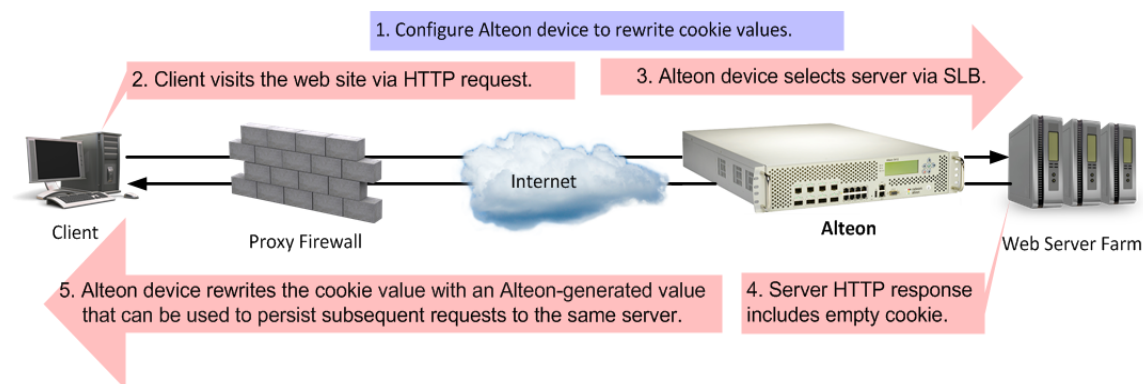 1. Configure Alteon device to rewrite cookie values.
2. Client visits the web site via HTTP request.
3. Alteon device selects server via SLB.
Internet
Client
Proxy Firewall
Alteon
Web Server Farm
5. Alteon device rewrites the cookie value with an Alteon-generated value
that can be used to persist subsequent requests to the same server.
4. Server HTTP response
includes empty cookie.